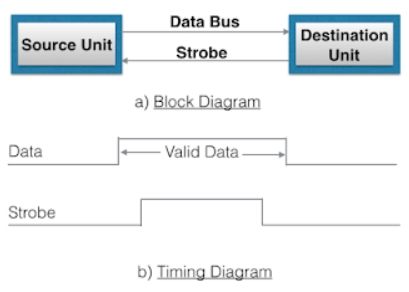 Data Bus
Source Unit
Destination
Unit
Strobe
a) Block Diagram
Data
Valid Data
Strobe
b) Timing Diagram